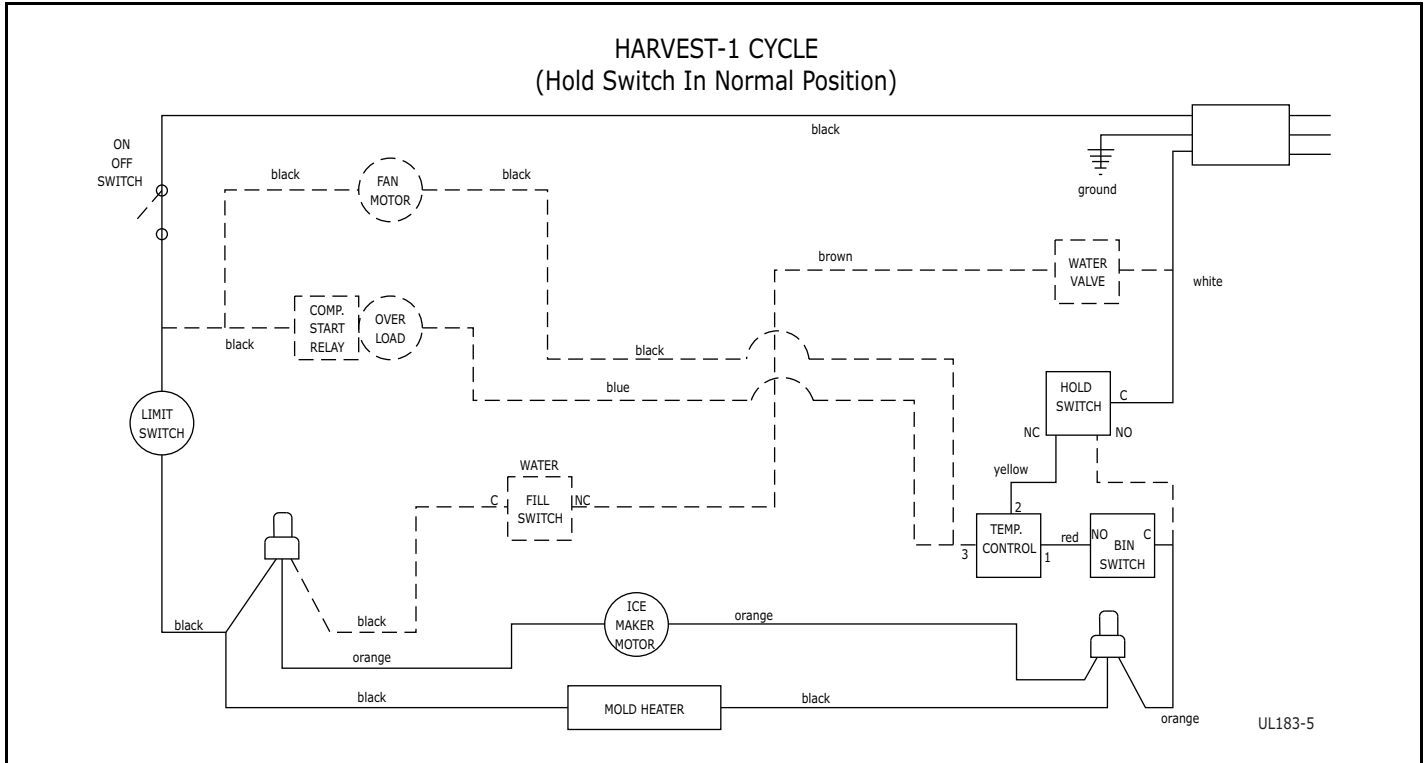 HARVEST-1 CYCLE
(Hold Switch In Normal Position)
black
ON
OFF
SWITCH
ground
black
FAN
MOTOR
black
brown
WATER
VALVE
white
COMP.
START
RELAY
OVER
LOAD
black
black
blue
HOLD
SWITCH
C
NC
NO
LIMIT
SWITCH
yellow
WATER
C
FILL
SWITCH
NC
2
TEMP.
CONTROL
3
1
red
NO
C
BIN
SWITCH
black
black
orange
ICE
MAKER
MOTOR
orange
black
MOLD HEATER
black
orange
UL183-5